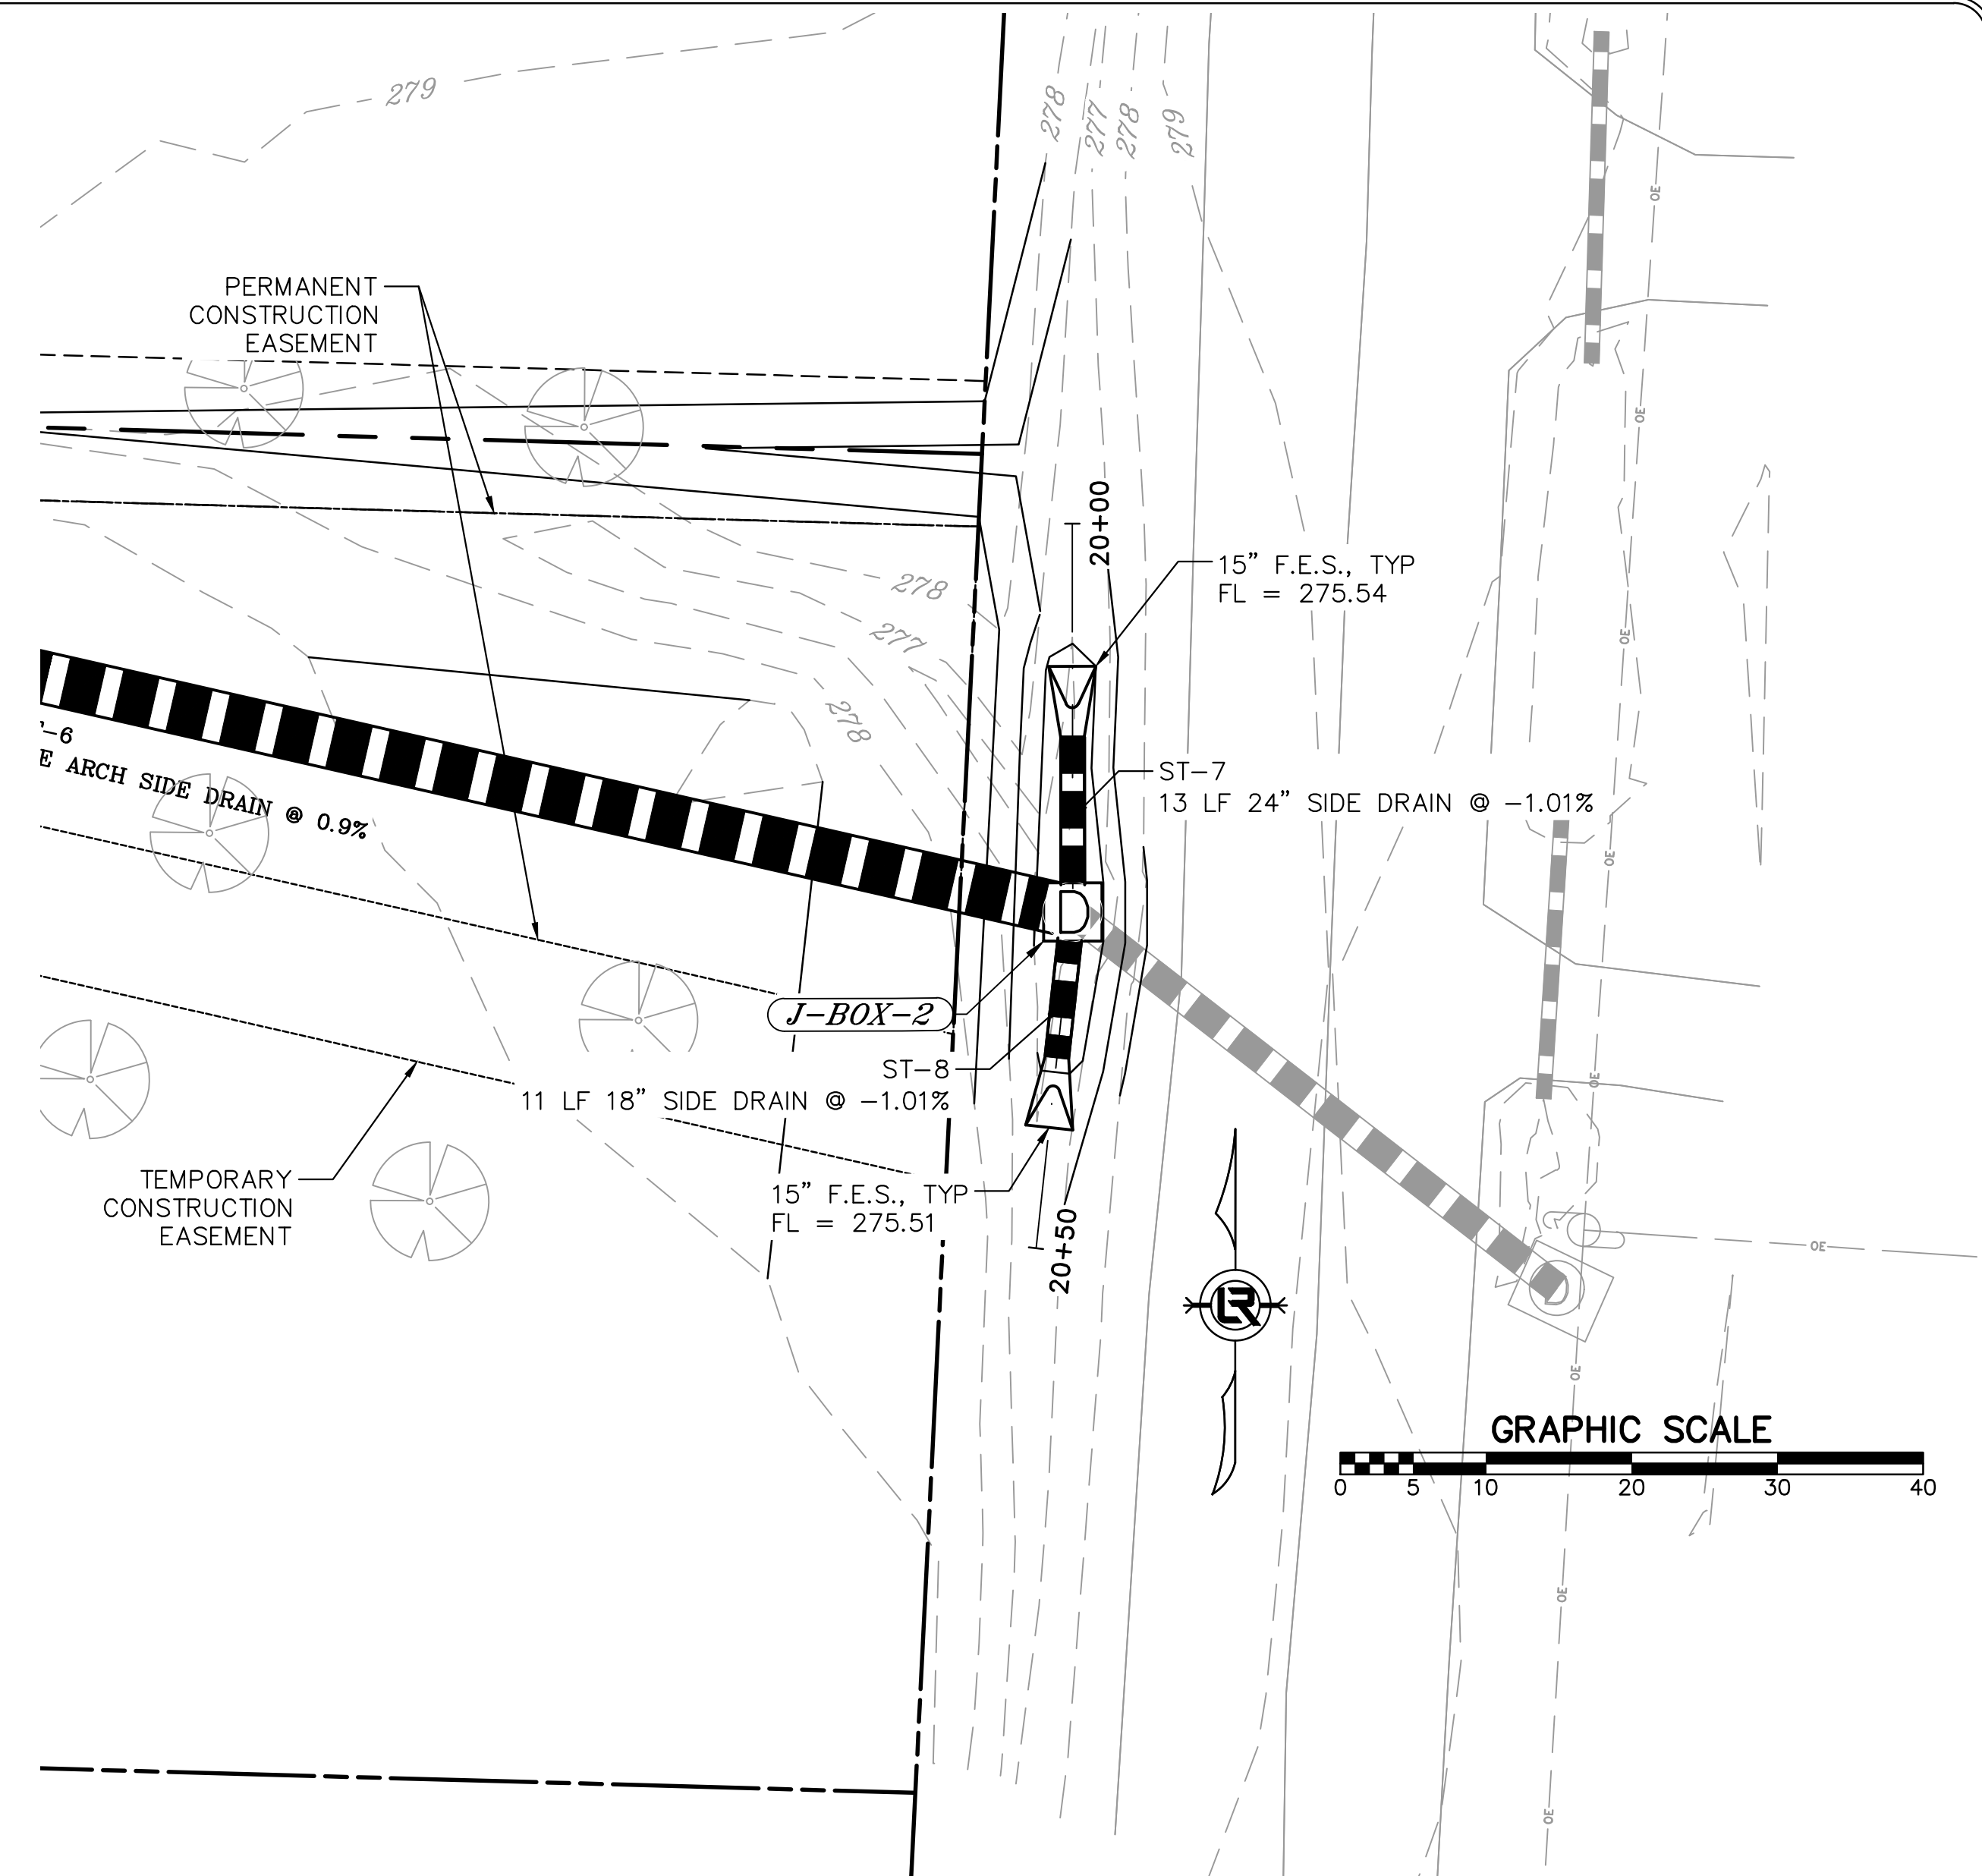 279
278
277
278
279
OE
PERMANENT
CONSTRUCTION
EASEMENT
OE
20+00
15” F.E.S., TYP
FL = 275.54
278
277
OE
278
-6
E ARCH SIDE DRAIN @ 0.9%
ST-7
13 LF 24” SIDE DRAIN @ -1.01%
OE
D
J-BOX-2
ST-8
11 LF 18” SIDE DRAIN @ -1.01%
OE
TEMPORARY
CONSTRUCTION
EASEMENT
15” F.E.S., TYP
FL = 275.51
20+50
OE
D
LR
OE
GRAPHIC SCALE
0 5 10 20 30 40
OE
OE